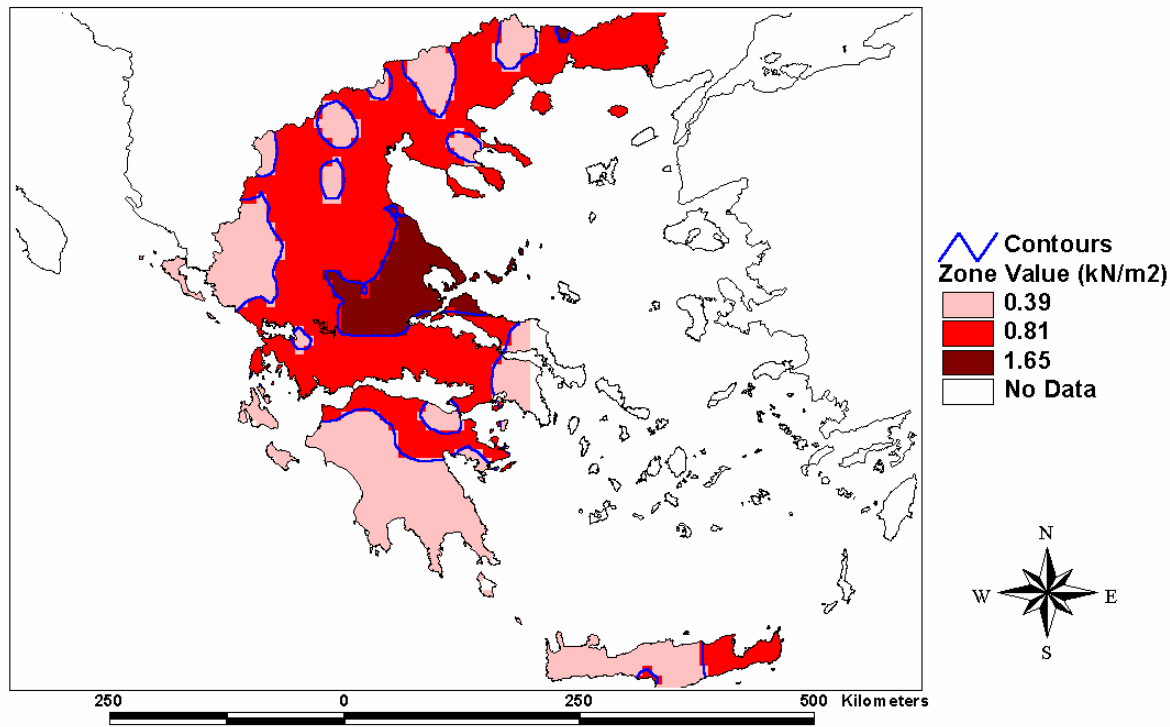 Contours
Zone Value (kN/m2)
0.39
0.81
1.65
No Data
N
W E
S
250 0 250 500 Kilometers